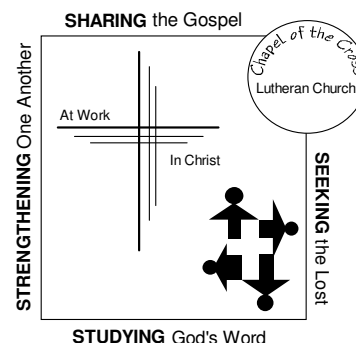 SHARING the Gospel
Chapel of the Cross
Lutheran Church
STRENGTHENING One Another
At Work
In Christ
SEEKING the Lost
STUDYING God's Word